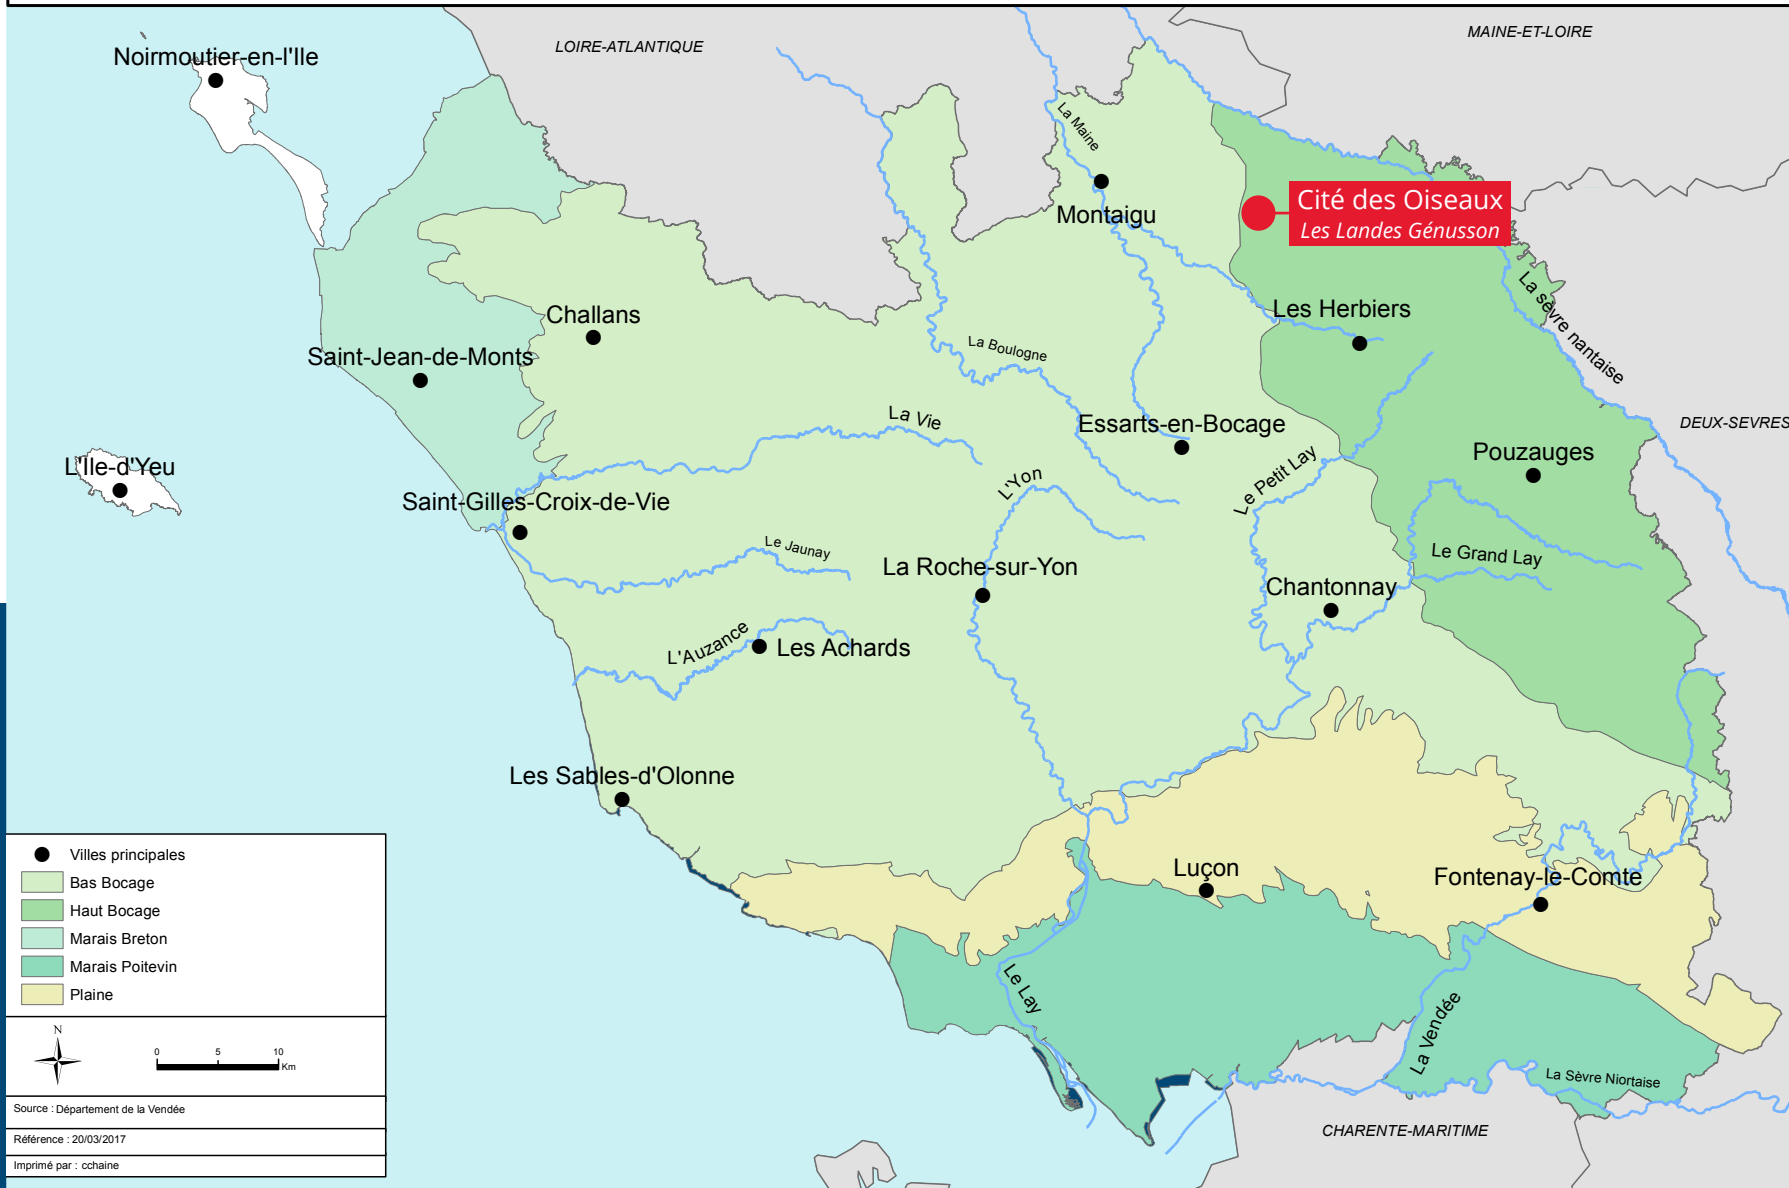 LOIRE-ATLANTIQUE
MAINE-ET-LOIRE
Noirmoutier-en-l'Ile
La Maine
Montaigu
Cité des Oiseaux
Les Landes Génusson
La sèvre nantaise
Challans
Les Herbiers
La Boulogne
Saint-Jean-de-Monts
La Vie
Essarts-en-Bocage
DEUX-SEVRES
Pouzauges
L'Ile-d'Yeu
L'Yon
Le Petit Lay
Saint-Gilles-Croix-de-Vie
Le Jaunay
Le Grand Lay
La Roche-sur-Yon
Chantonnay
L'Auzance
Les Achards
Les Sables-d'Olonne
Luçon
Fontenay-le-Comte
Le Lay
La Vendée
La Sèvre Niortaise
CHARENTE-MARITIME
Villes principales
Bas Bocage
Haut Bocage
Marais Breton
Marais Poitevin
Plaine
N
0 5 10
Km
Source : Département de la Vendée
Référence : 20/03/2017
Imprimé par : cchaine